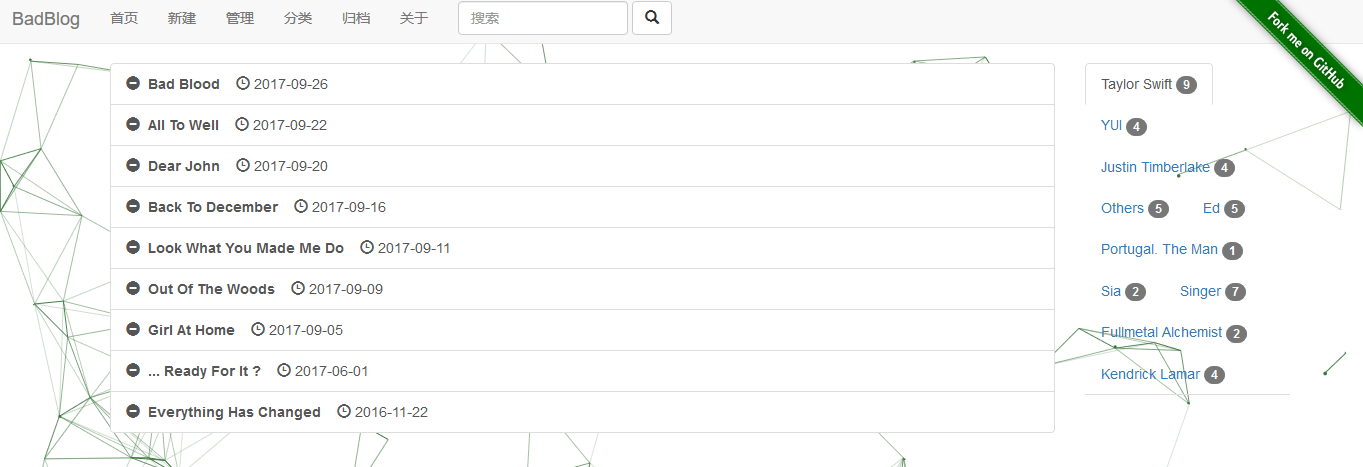 BadBlog 首页 新建 管理 分类 归档 关于 搜索
Fork me on GitHub
Bad Blood 2017-09-26
All To Well 2017-09-22
Dear John 2017-09-20
Back To December 2017-09-16
Look What You Made Me Do 2017-09-11
Out Of The Woods 2017-09-09
Girl At Home 2017-09-05
... Ready For It ? 2017-06-01
Everything Has Changed 2016-11-22
Taylor Swift 9
YUI 4
Justin Timberlake 4
Others 5 Ed 5
Portugal. The Man 1
Sia 2 Singer 7
Fullmetal Alchemist 2
Kendrick Lamar 4